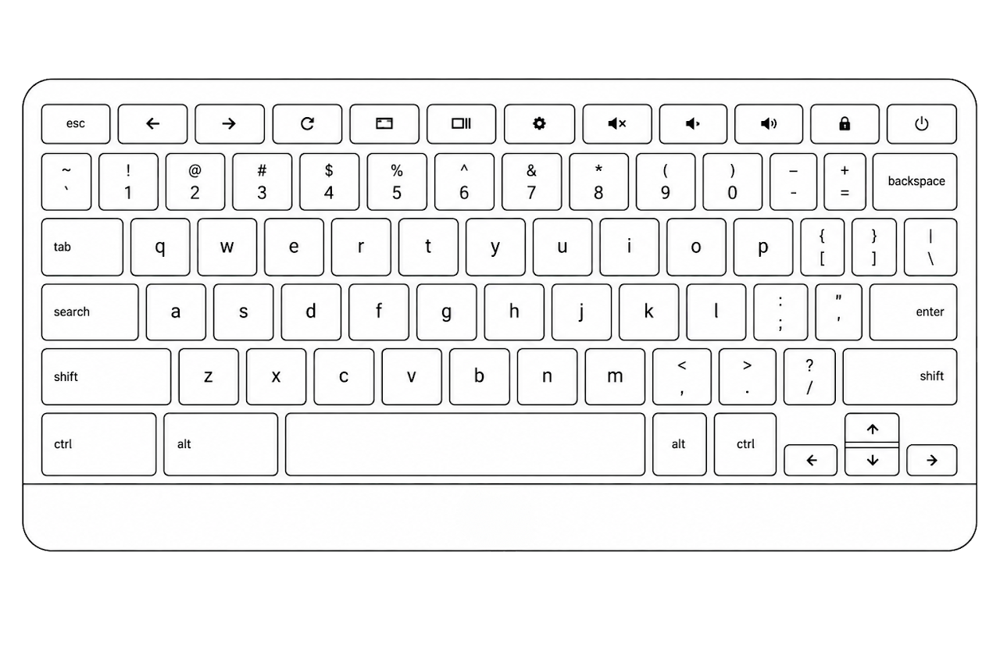 esc
~ ! @ # $ % ^ & * ( ) – +
` 1 2 3 4 5 6 7 8 9 0 - = backspace
tab q w e r t y u i o p { } |
[ ] \
search a s d f g h j k l : "
; ' enter
shift z x c v b n m < > ?
, . / shift
ctrl alt alt ctrl